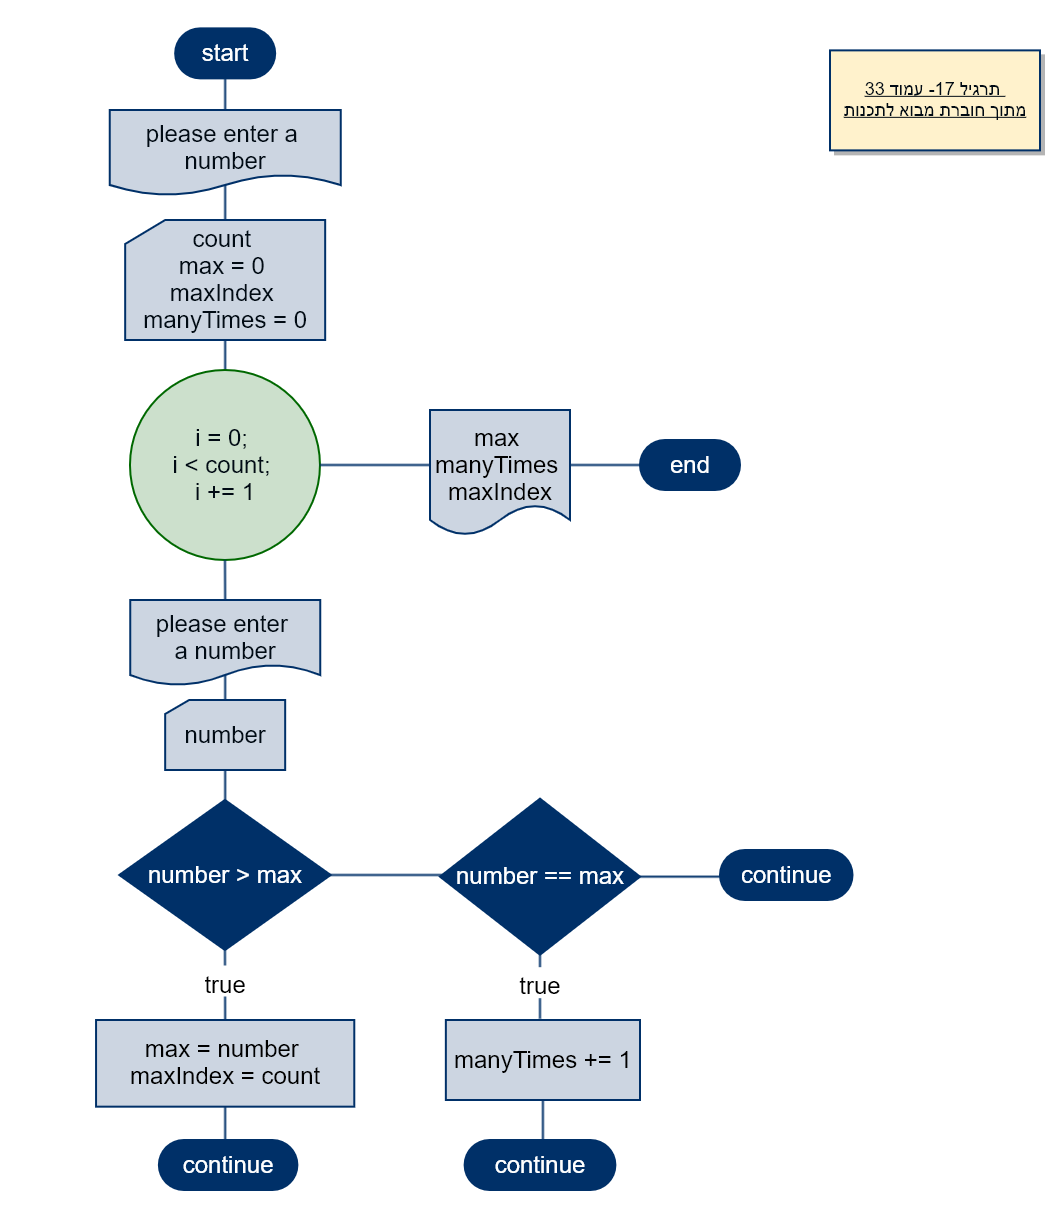 start
תרגיל 17- עמוד 33
מתוך חוברת מבוא לתכנות
please enter a
number
count
max = 0
maxIndex
manyTimes = 0
i = 0;
i < count;
i += 1
max
manyTimes
maxIndex
end
please enter
a number
number
number > max
number == max
continue
true
true
max = number
maxIndex = count
manyTimes += 1
continue
continue